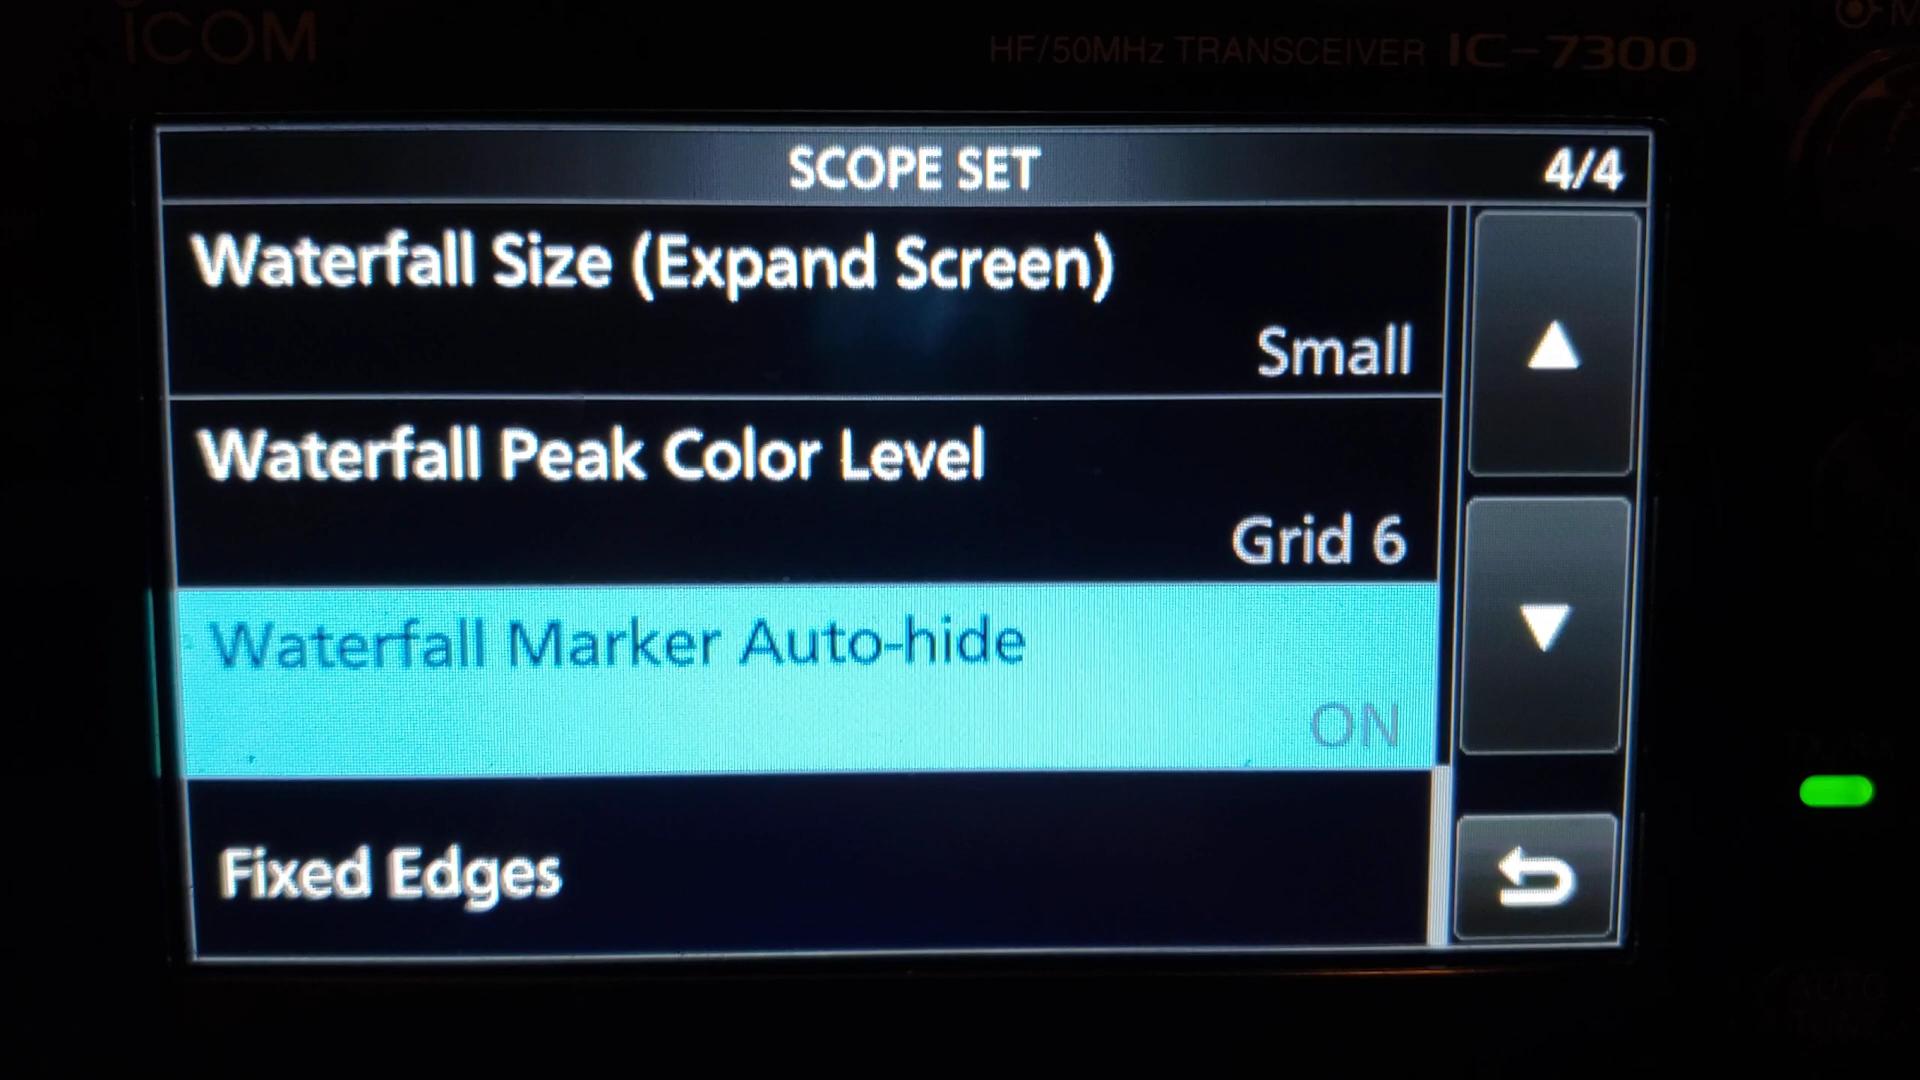 ICOM
HF/50MHz TRANSCEIVER IC-7300
SCOPE SET 4/4
Waterfall Size (Expand Screen)
Small
Waterfall Peak Color Level
Grid 6
Waterfall Marker Auto-hide
ON
Fixed Edges